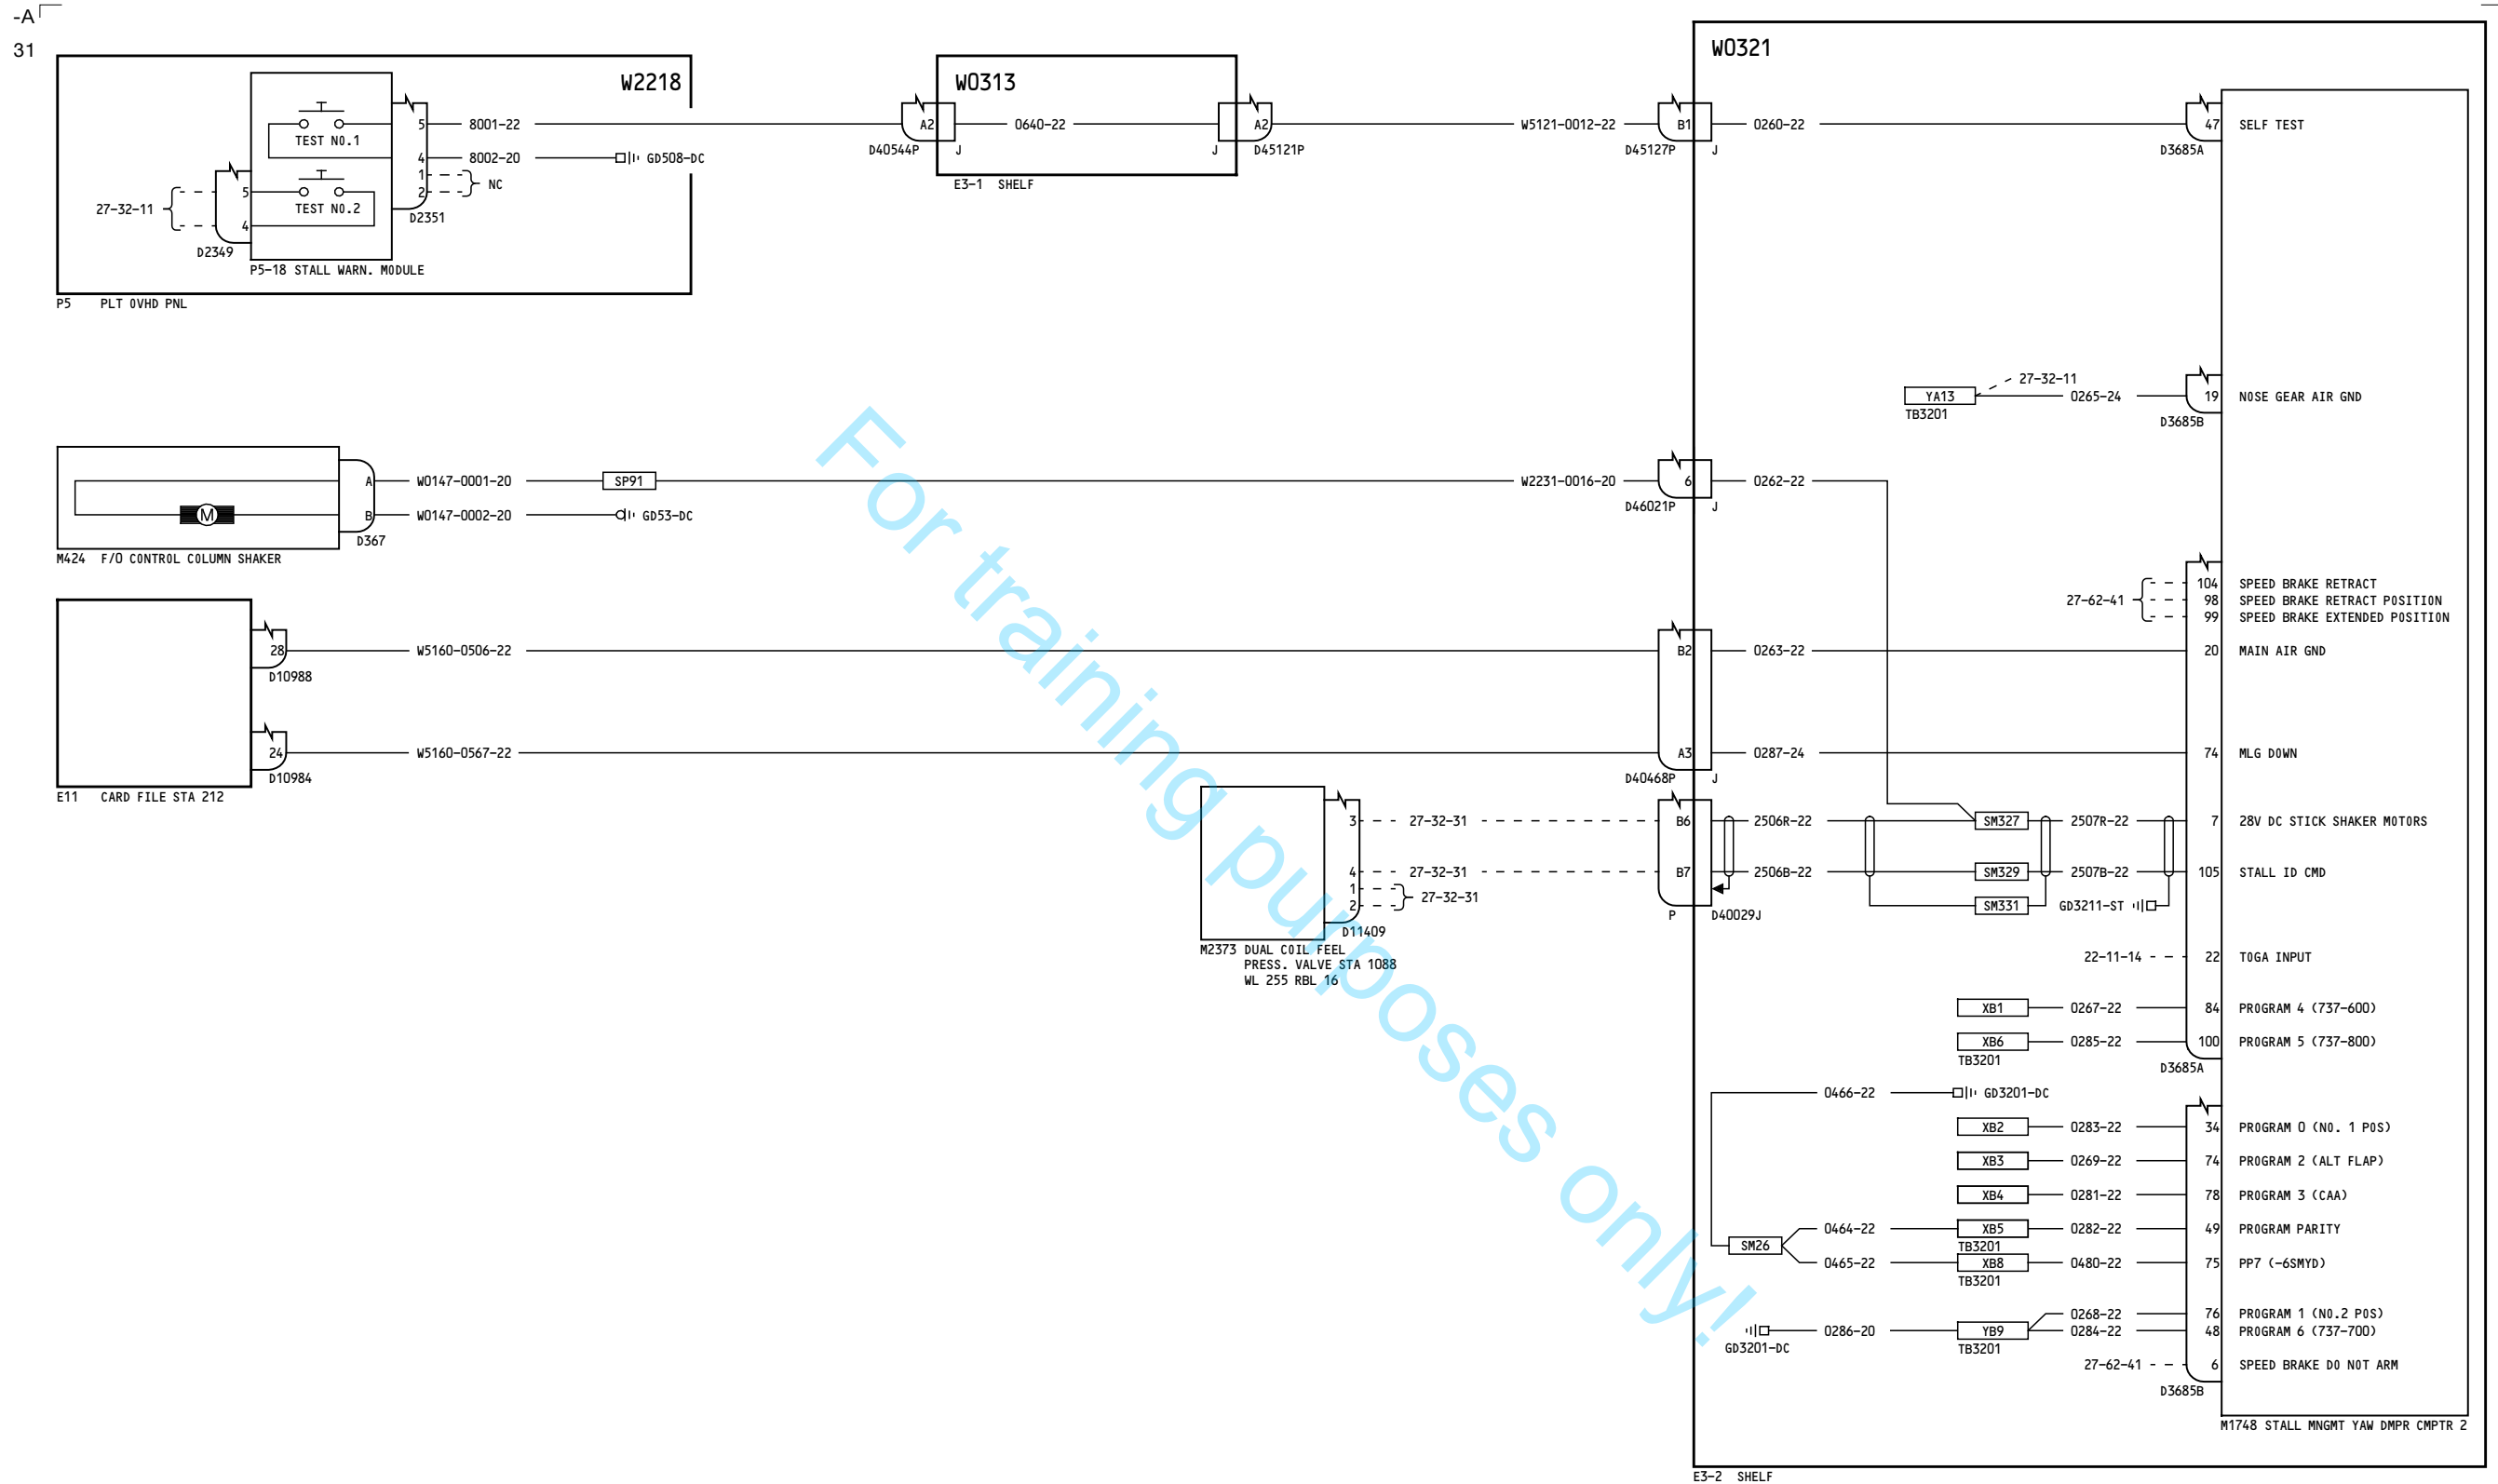 -A
31
W2218
TEST NO.1
TEST NO.2
5
4
1
2
D2351
8001-22
8002-20
GD508-DC
NC
27-32-11
5
4
D2349
P5-18 STALL WARN. MODULE
P5 PLT OVHD PNL
W0313
A2
D40544P
J
0640-22
J
A2
D45121P
E3-1 SHELF
W5121-0012-22
W0321
B1
D45127P
J
0260-22
47
D3685A
SELF TEST
YA13
TB3201
27-32-11
0265-24
19
D3685B
NOSE GEAR AIR GND
M424 F/O CONTROL COLUMN SHAKER
M
A
B
D367
W0147-0001-20
SP91
W0147-0002-20
GD53-DC
W2231-0016-20
6
D46021P
J
0262-22
27-62-41
104 SPEED BRAKE RETRACT
98 SPEED BRAKE RETRACT POSITION
99 SPEED BRAKE EXTENDED POSITION
E11 CARD FILE STA 212
28
D10988
W5160-0506-22
B2
0263-22
20 MAIN AIR GND
24
D10984
W5160-0567-22
A3
D40468P
J
0287-24
74 MLG DOWN
3
4
1
2
D11409
27-32-31
27-32-31
27-32-31
M2373 DUAL COIL FEEL
PRESS. VALVE STA 1088
WL 255 RBL 16
B6
B7
P
D40029J
2506R-22
SM327
2507R-22
7 28V DC STICK SHAKER MOTORS
2506B-22
SM329
2507B-22
105 STALL ID CMD
SM331
GD3211-ST
22-11-14
22 TOGA INPUT
XB1
0267-22
84 PROGRAM 4 (737-600)
XB6
TB3201
0285-22
100 PROGRAM 5 (737-800)
D3685A
0466-22
GD3201-DC
XB2
0283-22
34 PROGRAM 0 (NO. 1 POS)
XB3
0269-22
74 PROGRAM 2 (ALT FLAP)
XB4
0281-22
78 PROGRAM 3 (CAA)
SM26
0464-22
XB5
TB3201
0282-22
49 PROGRAM PARITY
0465-22
XB8
TB3201
0480-22
75 PP7 (-6SMYD)
GD3201-DC
0286-20
YB9
TB3201
0268-22
76 PROGRAM 1 (NO.2 POS)
0284-22
48 PROGRAM 6 (737-700)
27-62-41
6 SPEED BRAKE DO NOT ARM
D3685B
M1748 STALL MNGMT YAW DMPR CMPTR 2
E3-2 SHELF
For training purposes only!